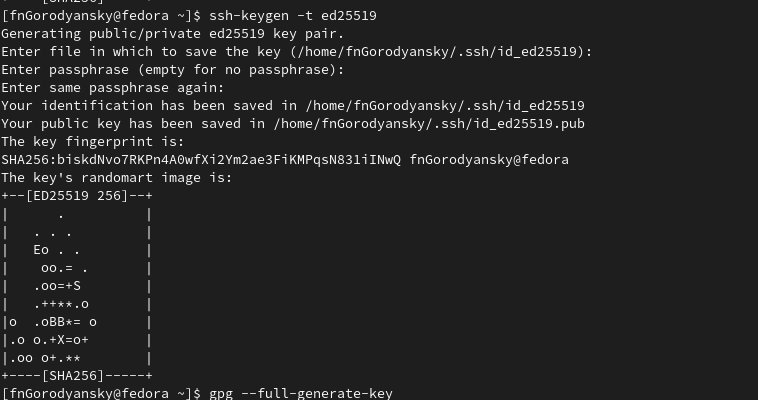 [fnGorodyansky@fedora ~]$ ssh-keygen -t ed25519
Generating public/private ed25519 key pair.
Enter file in which to save the key (/home/fnGorodyansky/.ssh/id_ed25519):
Enter passphrase (empty for no passphrase):
Enter same passphrase again:
Your identification has been saved in /home/fnGorodyansky/.ssh/id_ed25519
Your public key has been saved in /home/fnGorodyansky/.ssh/id_ed25519.pub
The key fingerprint is:
SHA256:biskdNvo7RKPn4A0wfXi2Ym2ae3FiKMPqsN831iINwQ fnGorodyansky@fedora
The key's randomart image is:
+--[ED25519 256]--+
|      .          |
|   . . .         |
|   Eo . .        |
|    oo.= .       |
|   .oo=+S        |
|   .++**.o       |
|o  .oBB*= o      |
|.o o.+X=o+       |
|.oo o+.**        |
+----[SHA256]-----+
[fnGorodyansky@fedora ~]$ gpg --full-generate-key